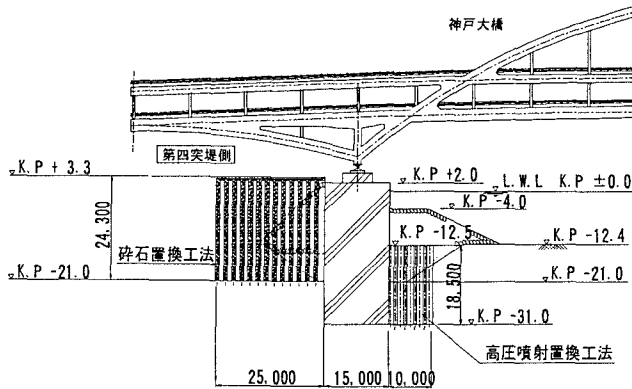 神戸大橋
第四突堤側
K.P + 3.3
K.P +2.0
L.W.L K.P ±0.0
K.P -4.0
24,300
砕石置換工法
K.P -12.5
K.P -12.4
18,500
K.P -21.0
K.P -21.0
K.P -31.0
高圧噴射置換工法
25,000
15,000
10,000